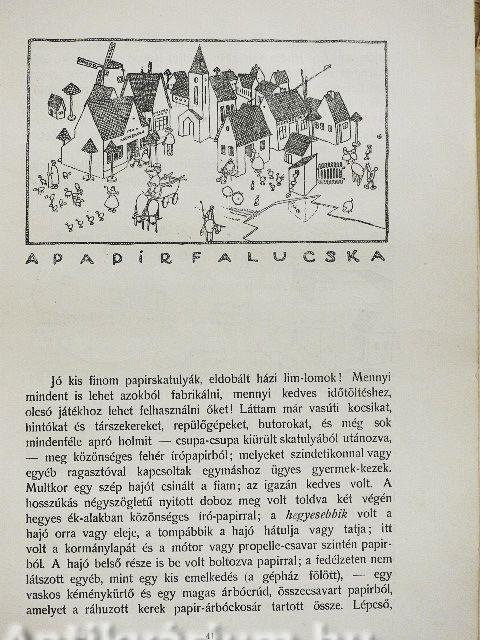 A PAPÍRFALUCSKA
Jó kis finom papirskatulyák, eldobált házi lim-lomok! Mennyi
mindent is lehet azokból fabrikálni, mennyi kedves időtöltéshez,
olcsó játékhoz lehet felhasználni őket! Láttam már vasúti kocsikat,
hintókat és társzekereket, repülőgépeket, butorokat, és még sok
mindenféle apró holmit — csupa-csupa kiürült skatulyából utánozva,
— meg közönséges fehér írópapirból; melyeket szindetikonnal vagy
egyéb ragasztóval kapcsoltak egymáshoz ügyes gyermek-kezek.
Multkor egy szép hajót csinált a fiam; az igazán kedves volt. A
hosszúkás négyszögletű nyitott doboz meg volt toldva két végén
hegyes ék-alakban közönséges író-papirral; a hegyesebbik volt a
hajó orra vagy eleje, a tompábbik a hajó hátulja vagy tatja; itt
volt a kormánylapát és a mótor vagy propelle-csavar szintén papir-
ból. A hajó belső része is be volt boltozva papirral; a fedélzeten nem
látszott egyéb, mint egy kis emelkedés (a gépház fölött), — egy
vaskos kéménykürtő és egy magas árbócrúd, összecsavart papirból,
amelyet a ráhuzott kerek papir-árbóckosár tartott össze. Lépcső,
41